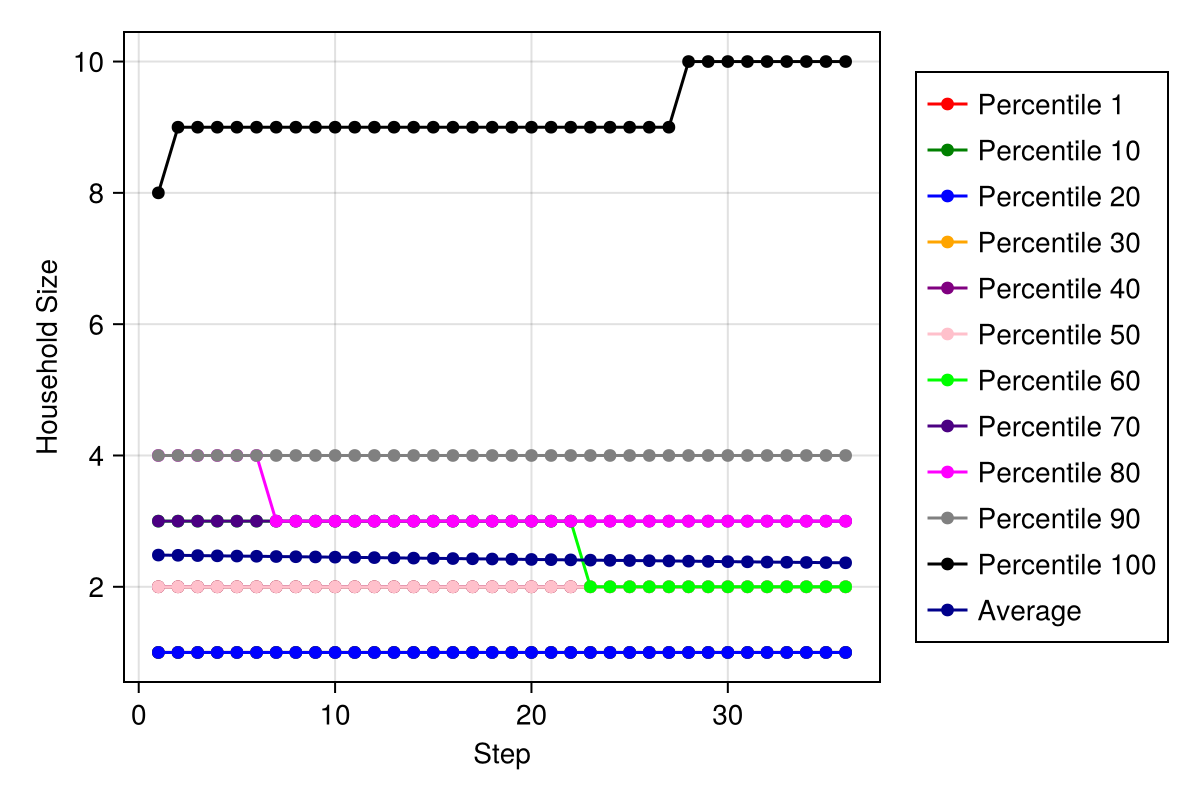 10
8
6
4
2
Household Size
0 10 20 30
Step
Percentile 1
Percentile 10
Percentile 20
Percentile 30
Percentile 40
Percentile 50
Percentile 60
Percentile 70
Percentile 80
Percentile 90
Percentile 100
Average